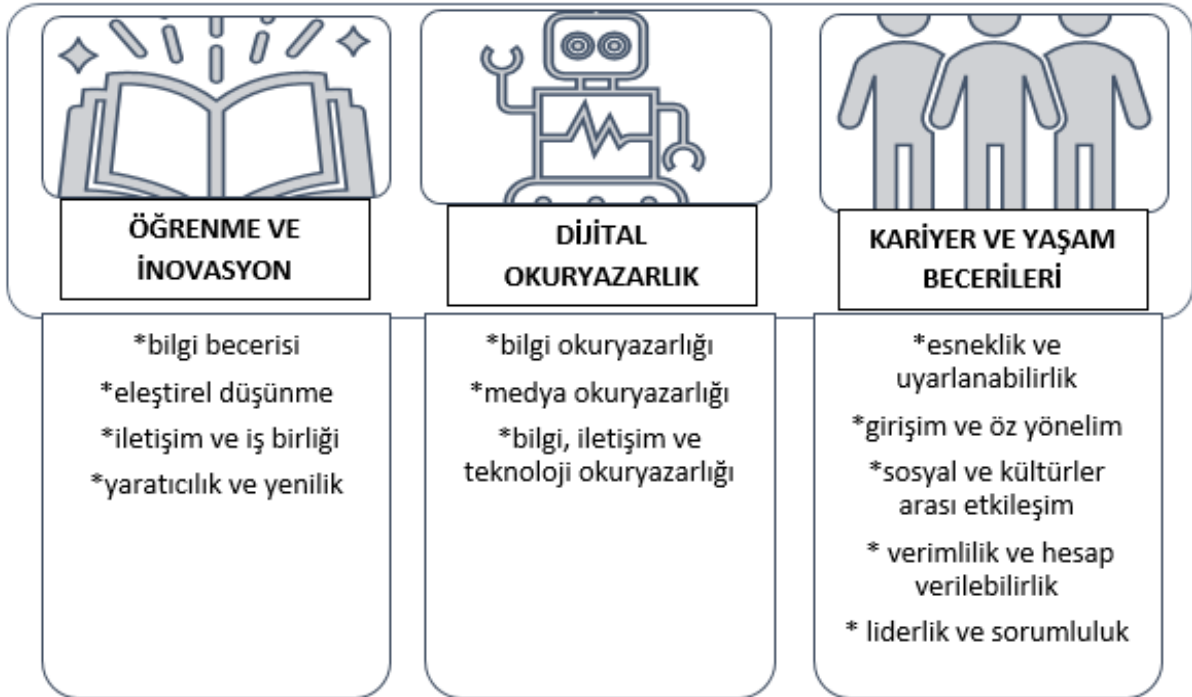 ÖĞRENME VE
İNOVASYON
*bilgi becerisi
*eleştirel düşünme
*iletişim ve iş birliği
*yaratıcılık ve yenilik
DİJİTAL
OKURYAZARLIK
*bilgi okuryazarlığı
*medya okuryazarlığı
*bilgi, iletişim ve
teknoloji okuryazarlığı
KARİYER VE YAŞAM
BECERİLERİ
*esneklik ve
uyarlanabilirlik
*girişim ve öz yönelim
*sosyal ve kültürler
arası etkileşim
* verimlilik ve hesap
verilebilirlik
* liderlik ve sorumluluk